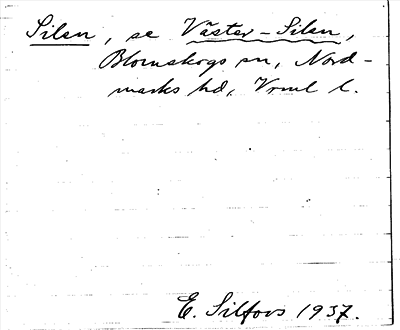 Silen, se Väster-Silen,
Blomskogs sn, Nord-
marks hd, Vrml l.
E. Silfors 1937.